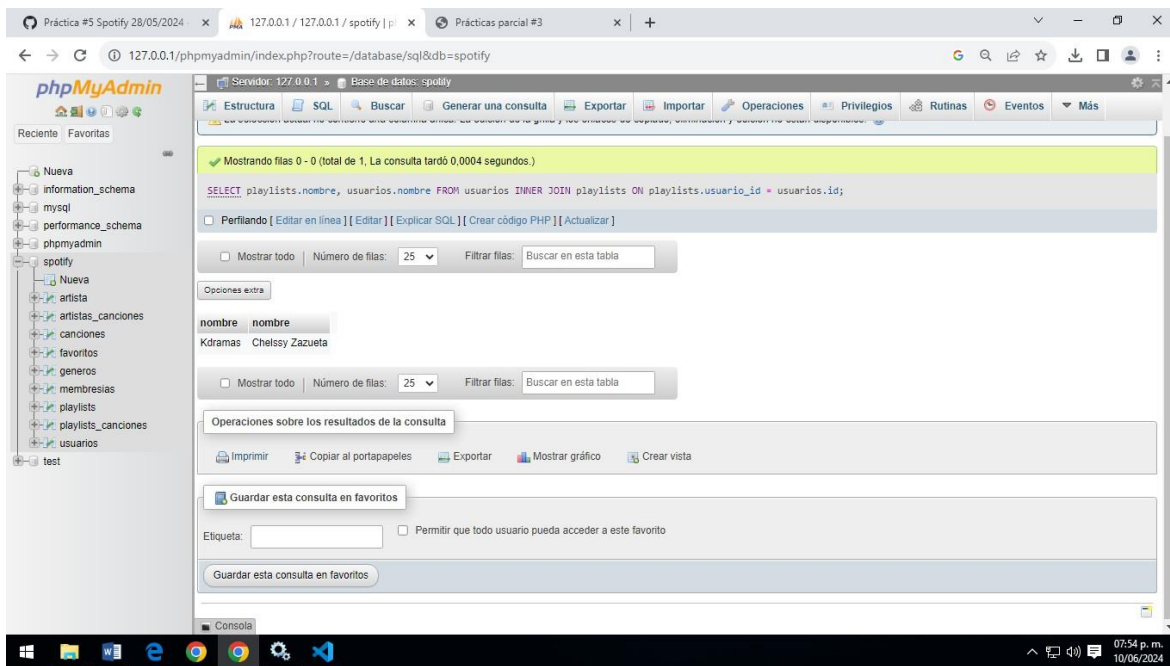 Práctica #5 Spotify 28/05/2024
127.0.0.1 / 127.0.0.1 / spotify | p
Prácticas parcial #3
127.0.0.1/phpmyadmin/index.php?route=/database/sql&db=spotify
phpMyAdmin
Reciente Favoritas
Nueva
information_schema
mysql
performance_schema
phpmyadmin
spotify
Nueva
artista
artistas_canciones
canciones
favoritos
generos
membresias
playlists
playlists_canciones
usuarios
test
Servidor: 127.0.0.1 » Base de datos: spotify
Estructura SQL Buscar Generar una consulta Exportar Importar Operaciones Privilegios Rutinas Eventos Más
Mostrando filas 0 - 0 (total de 1, La consulta tardó 0,0004 segundos.)
SELECT playlists.nombre, usuarios.nombre FROM usuarios INNER JOIN playlists ON playlists.usuario_id = usuarios.id;
Perfilando [ Editar en línea ] [ Editar ] [ Explicar SQL ] [ Crear código PHP ] [ Actualizar ]
Mostrar todo | Número de filas: 25 Filtrar filas: Buscar en esta tabla
Opciones extra
nombre nombre
Kdramas Chelssy Zazueta
Mostrar todo | Número de filas: 25 Filtrar filas: Buscar en esta tabla
Operaciones sobre los resultados de la consulta
Imprimir Copiar al portapapeles Exportar Mostrar gráfico Crear vista
Guardar esta consulta en favoritos
Etiqueta: Permitir que todo usuario pueda acceder a este favorito
Guardar esta consulta en favoritos
Consola
07:54 p. m.
10/06/2024